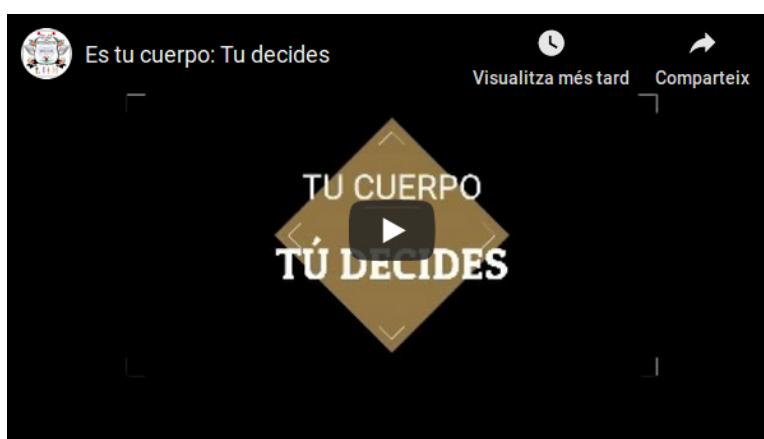 Es tu cuerpo: Tu decides
Visualitza més tard
Comparteix
TU CUERPO
TÚ DECIDES